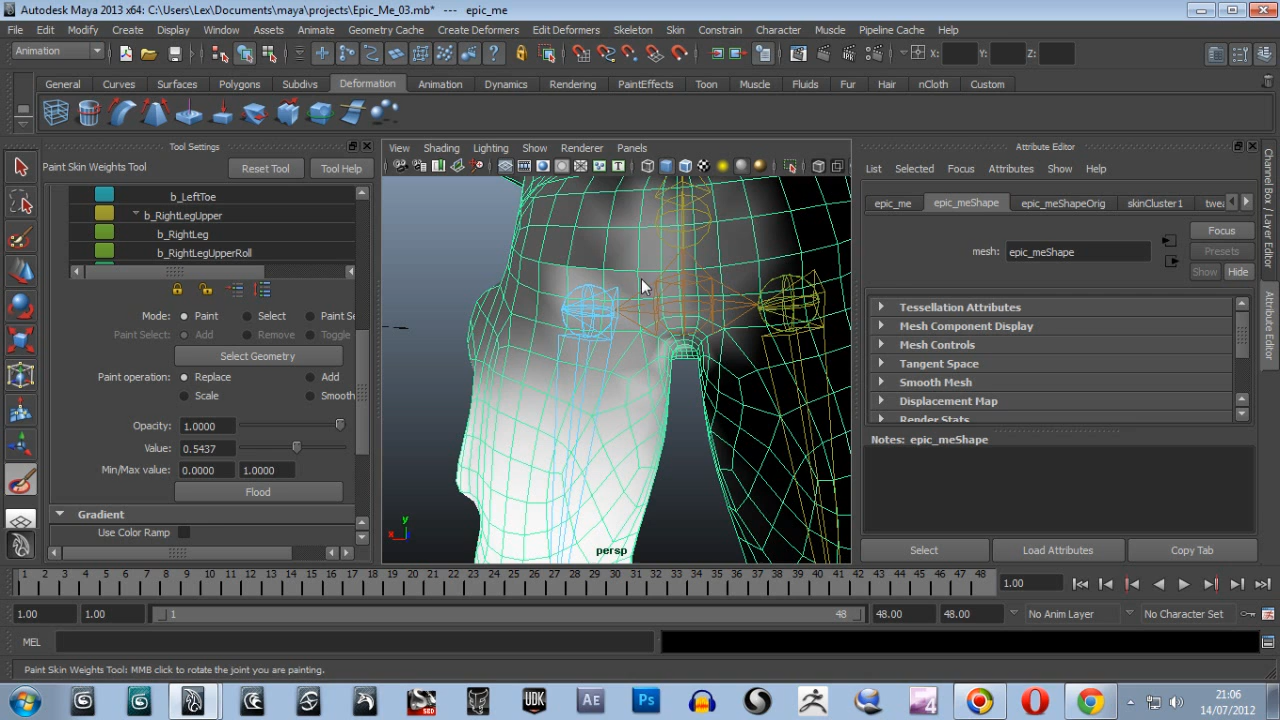 Autodesk Maya 2013 x64: C:\Users\Lex\Documents\maya\projects\Epic_Me_03.mb* --- epic_me
File Edit Modify Create Display Window Assets Animate Geometry Cache Create Deformers Edit Deformers Skeleton Skin Constrain Character Muscle Pipeline Cache Help
Animation X: Y: Z:
General Curves Surfaces Polygons Subdivs Deformation Animation Dynamics Rendering PaintEffects Toon Muscle Fluids Fur Hair nCloth Custom
Tool Settings
Paint Skin Weights Tool Reset Tool Tool Help
b_LeftToe
b_RightLegUpper
b_RightLeg
b_RightLegUpperRoll
Mode: Paint Select Paint Se
Paint Select: Add Remove Toggle
Select Geometry
Paint operation: Replace Add
Scale Smooth
Opacity: 1.0000
Value: 0.5437
Min/Max value: 0.0000 1.0000
Flood
Gradient
Use Color Ramp
View Shading Lighting Show Renderer Panels
y
x
persp
Attribute Editor
List Selected Focus Attributes Show Help
epic_me epic_meShape epic_meShapeOrig skinCluster1 twea
Focus
Presets
mesh: epic_meShape
Show Hide
Tessellation Attributes
Mesh Component Display
Mesh Controls
Tangent Space
Smooth Mesh
Displacement Map
Render Stats
Notes: epic_meShape
Select Load Attributes Copy Tab
Channel Box / Layer Editor
Attribute Editor
1 2 3 4 5 6 7 8 9 10 11 12 13 14 15 16 17 18 19 20 21 22 23 24 25 26 27 28 29 30 31 32 33 34 35 36 37 38 39 40 41 42 43 44 45 46 47 48 1.00
1.00 1.00 1 48 48.00 48.00 No Anim Layer No Character Set
MEL
Paint Skin Weights Tool: MMB click to rotate the joint you are painting.
UDK Ae Ps 4
21:06
14/07/2012